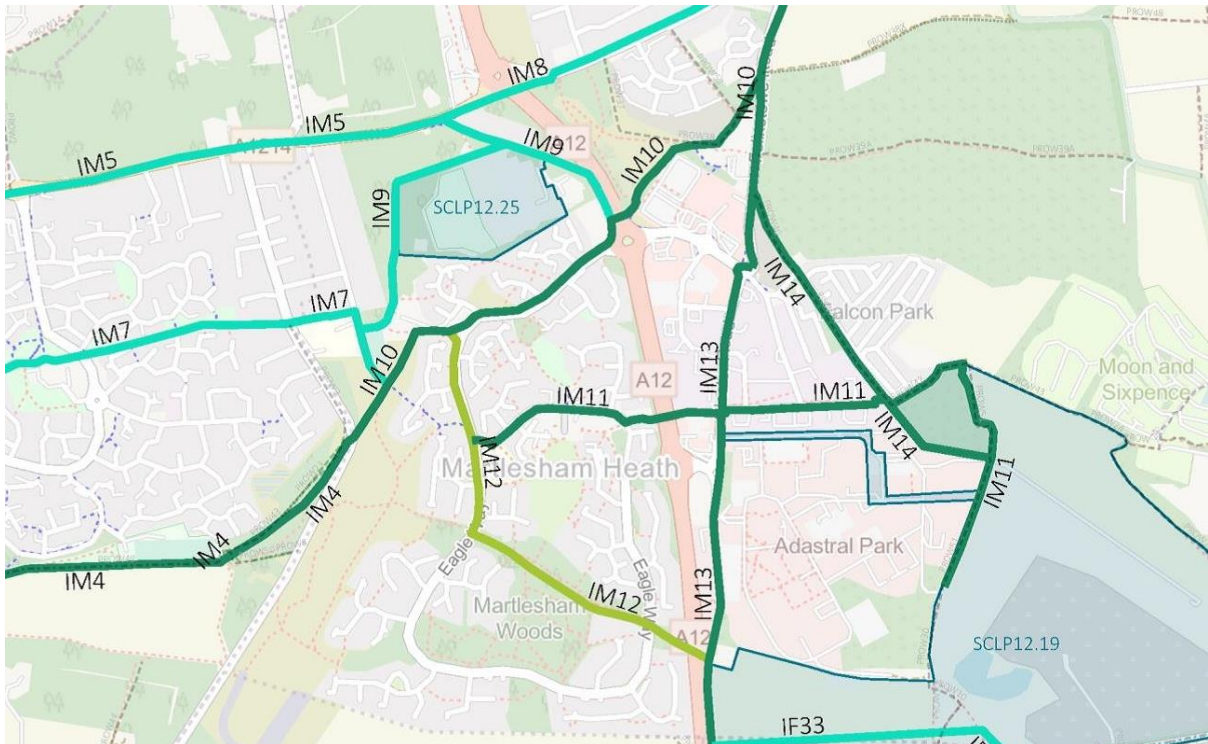 IM8
IM10
IM5
IM5
A1214
IM9
A12
IM10
IM9
SCLP12.25
IM7
IM7
IM14
Falcon Park
IM10
IM13
A12
IM11
IM11
Moon and
Sixpence
IM12
IM14
Martlesham Heath
IM11
IM4
IM4
IM4
Adastral Park
Eagle Way
IM13
IM12
Martlesham
Woods
A12
SCLP12.19
IF33